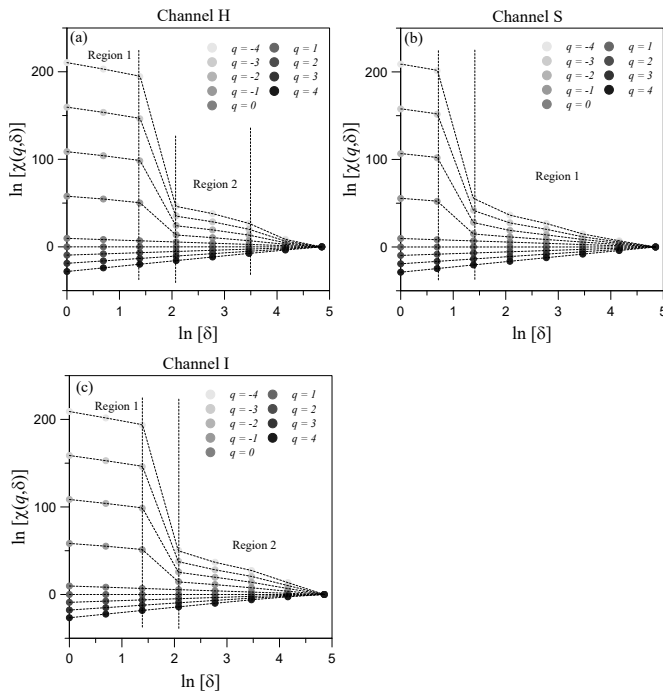 Channel H
(a)
Region 1
q = -4
q = 1
q = -3
q = 2
q = -2
q = 3
q = -1
q = 4
q = 0
Region 2
200
100
0
ln [χ(q,δ)]
0 1 2 3 4 5
ln [δ]
Channel S
(b)
q = -4
q = 1
q = -3
q = 2
q = -2
q = 3
q = -1
q = 4
q = 0
Region 1
200
100
0
ln [χ(q,δ)]
0 1 2 3 4 5
ln [δ]
Channel I
(c)
Region 1
q = -4
q = 1
q = -3
q = 2
q = -2
q = 3
q = -1
q = 4
q = 0
Region 2
200
100
0
ln [χ(q,δ)]
0 1 2 3 4 5
ln [δ]